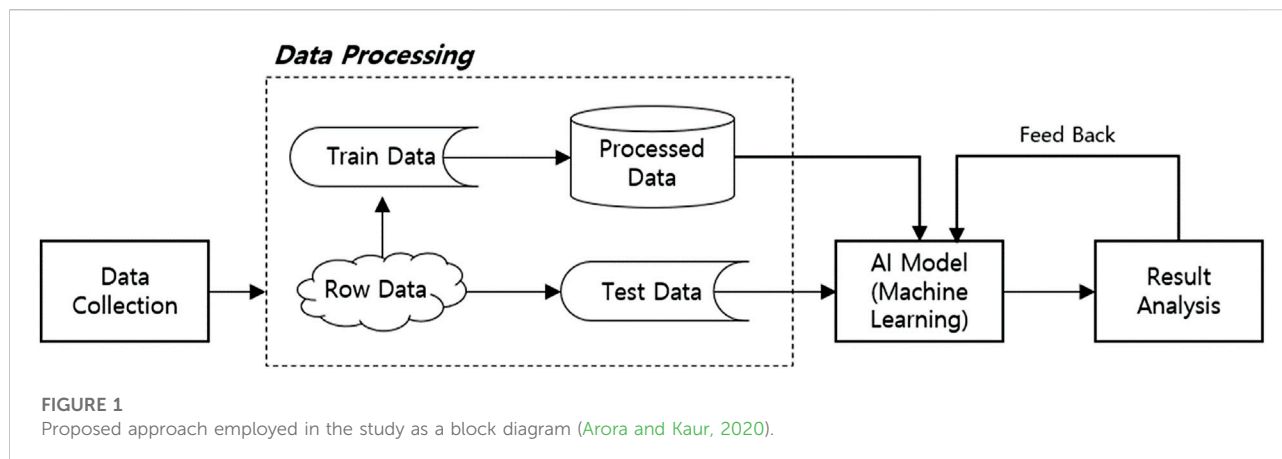 Data Processing
Train Data
Processed
Data
Feed Back
Data
Collection
Row Data
Test Data
AI Model
(Machine
Learning)
Result
Analysis
FIGURE 1
Proposed approach employed in the study as a block diagram (Arora and Kaur, 2020).